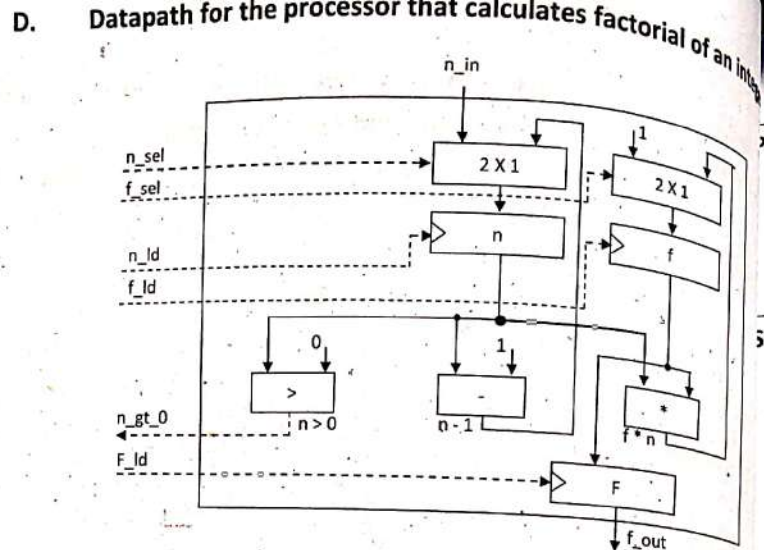 D. Datapath for the processor that calculates factorial of an
n_in
1
n_sel
2 X 1
f_sel
2 X 1
n
n_ld
f
f_ld
0
1
>
-
*
n_gt_0
n > 0
n - 1
f * n
F_ld
F
f_out